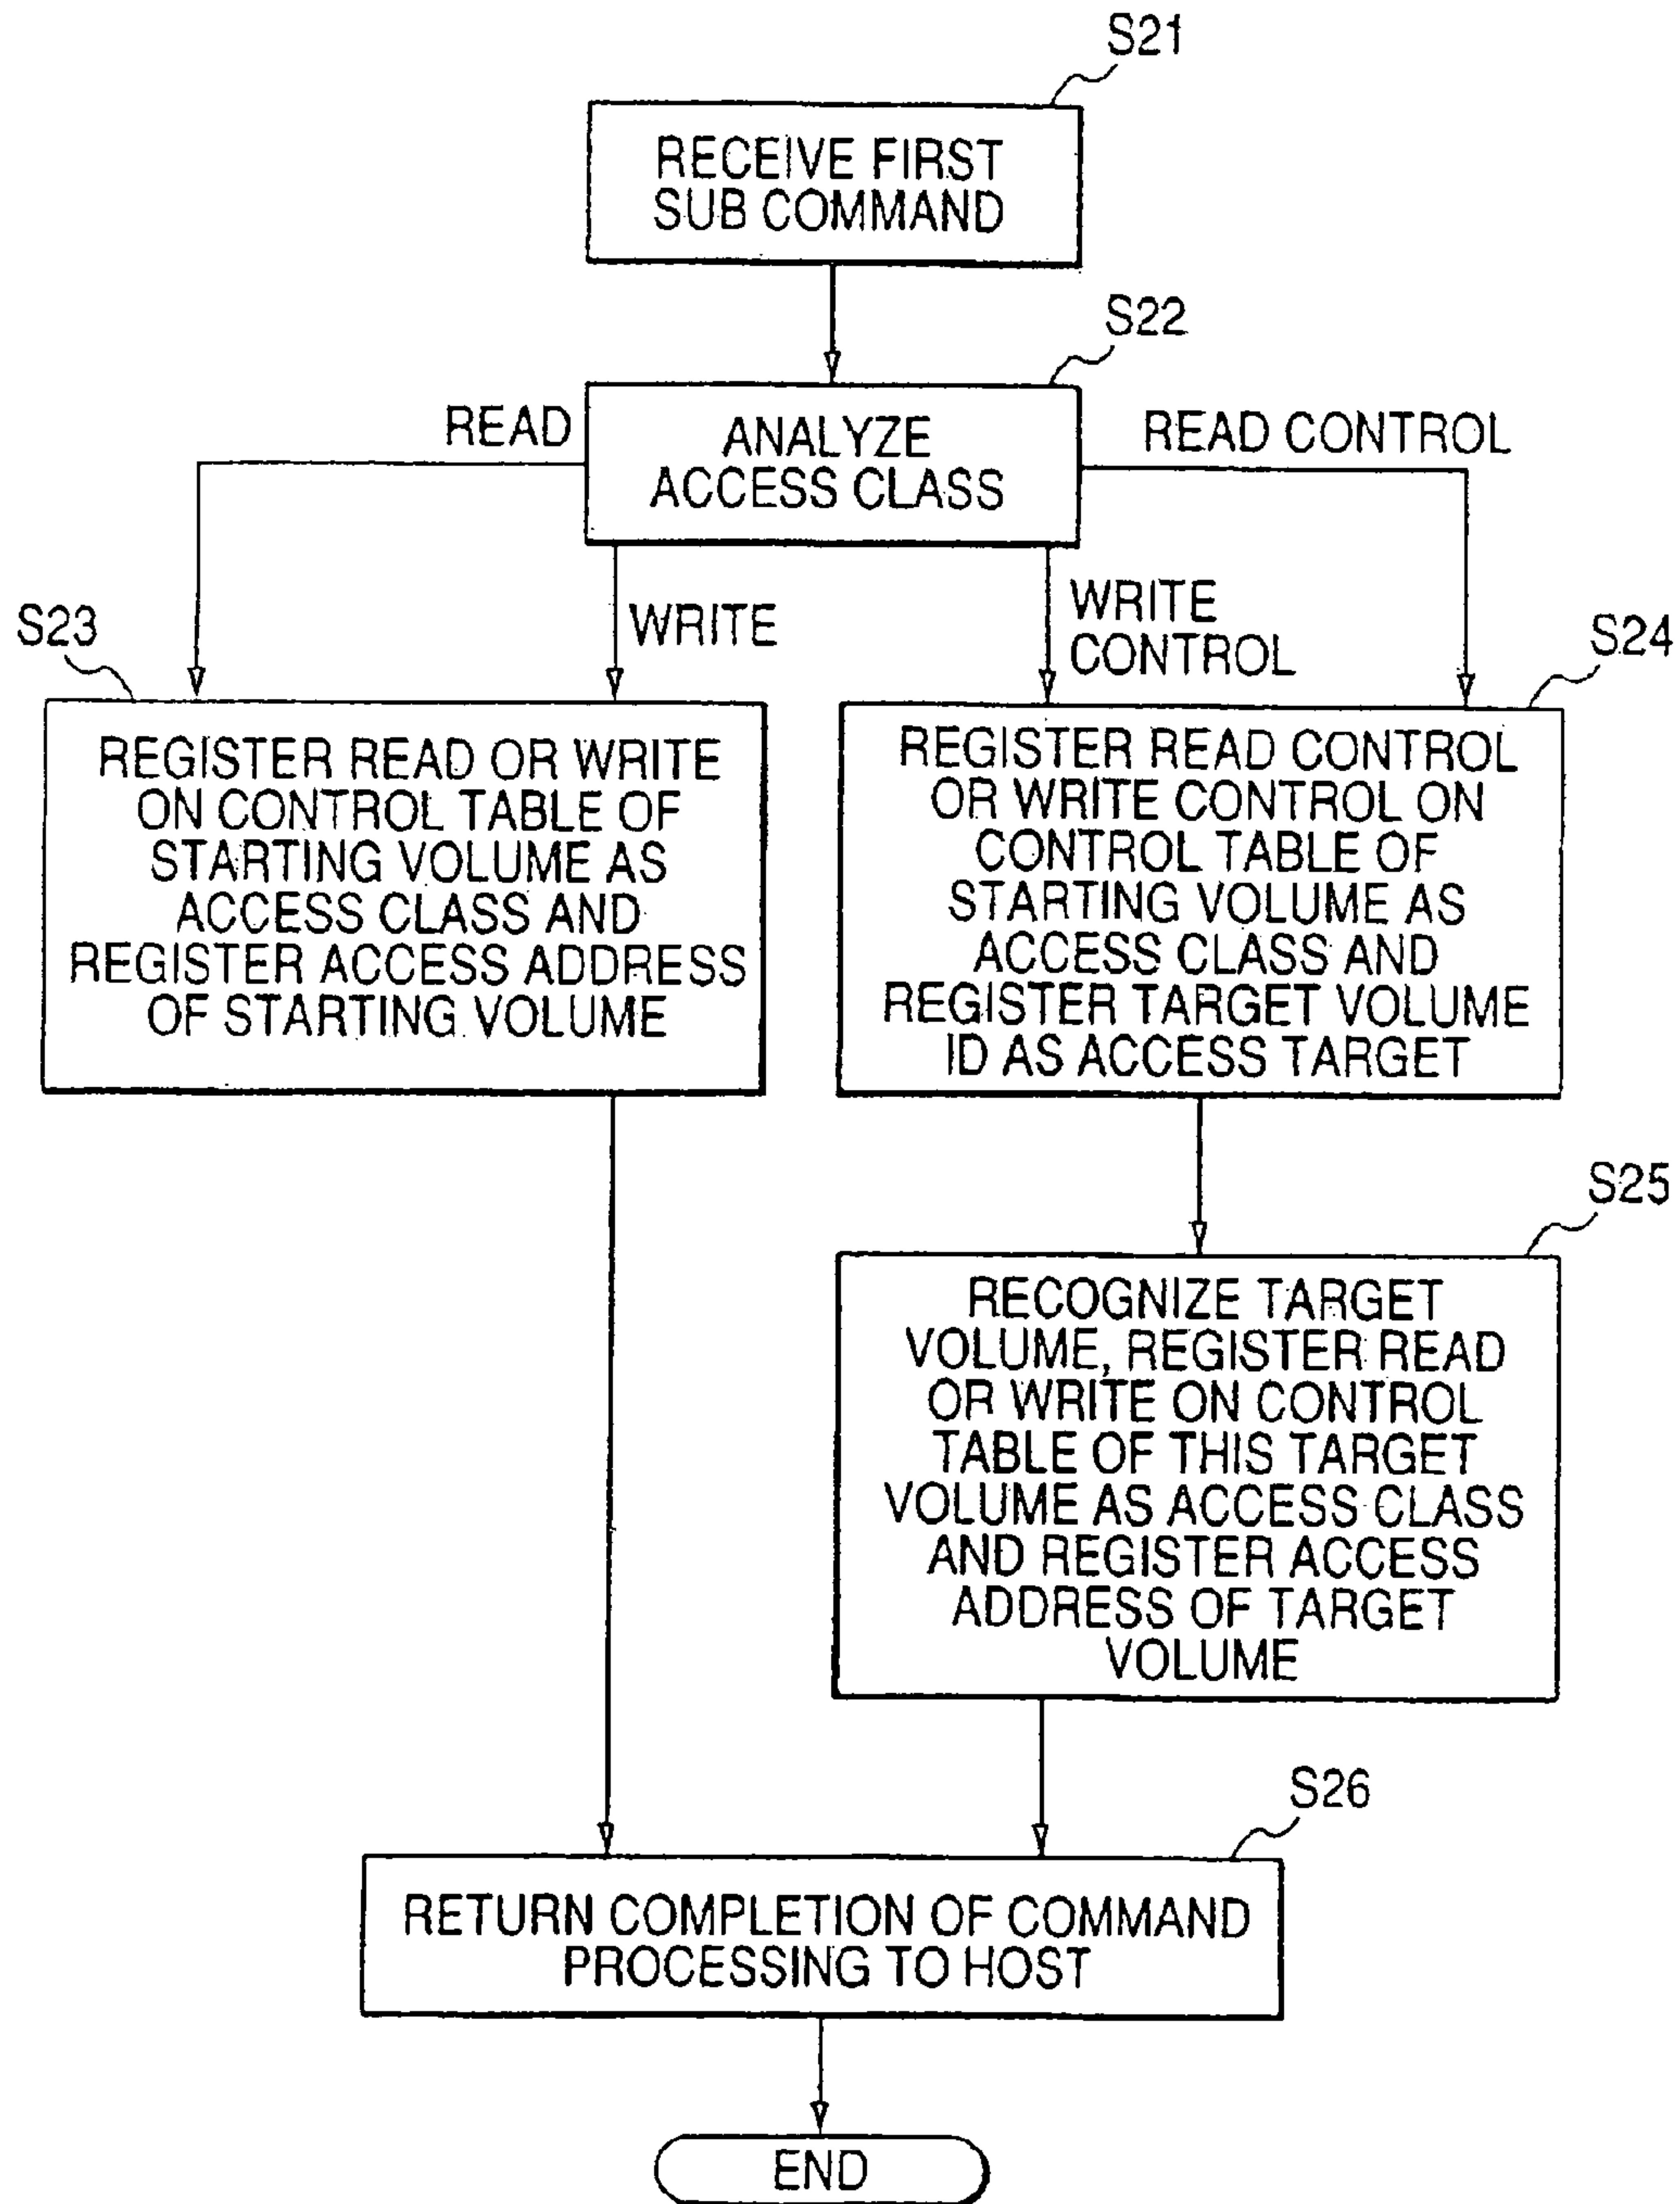 S21
RECEIVE FIRST
SUB COMMAND
S22
READ
ANALYZE
ACCESS CLASS
READ CONTROL
WRITE
WRITE
CONTROL
S23
REGISTER READ OR WRITE
ON CONTROL TABLE OF
STARTING VOLUME AS
ACCESS CLASS AND
REGISTER ACCESS ADDRESS
OF STARTING VOLUME
S24
REGISTER READ CONTROL
OR WRITE CONTROL ON
CONTROL TABLE OF
STARTING VOLUME AS
ACCESS CLASS AND
REGISTER TARGET VOLUME
ID AS ACCESS TARGET
S25
RECOGNIZE TARGET
VOLUME, REGISTER READ
OR WRITE ON CONTROL
TABLE OF THIS TARGET
VOLUME AS ACCESS CLASS
AND REGISTER ACCESS
ADDRESS OF TARGET
VOLUME
S26
RETURN COMPLETION OF COMMAND
PROCESSING TO HOST
END